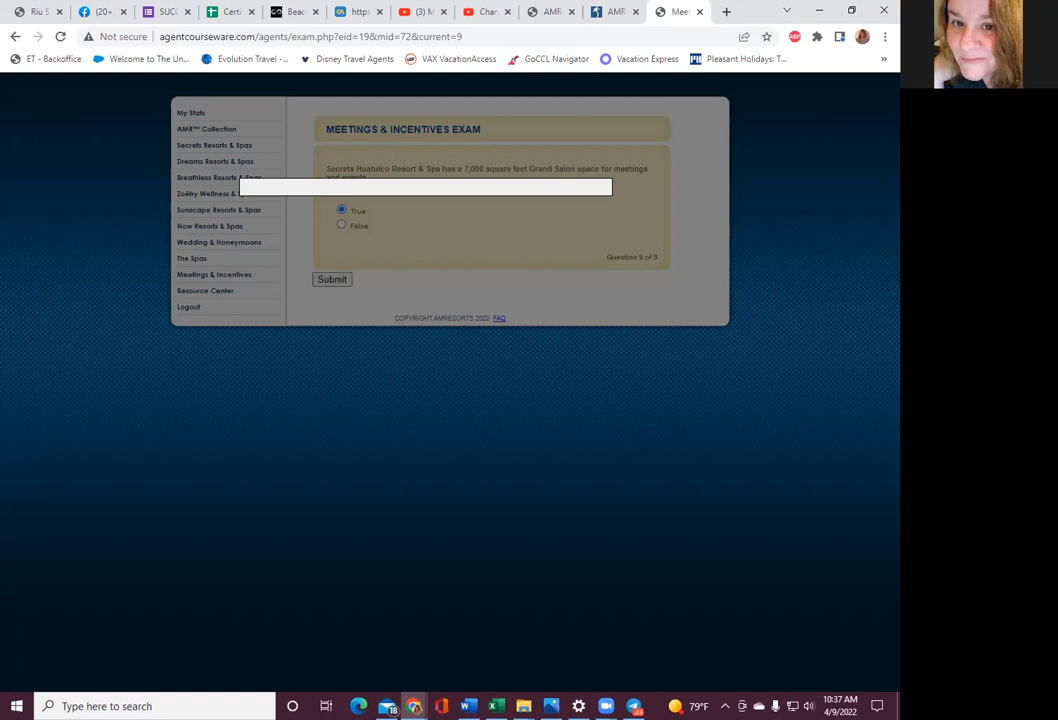 Riu S
(20+
SUCC
Certi
Beac
https
(3) M
Chan
AMR
AMR
Meet
Not secure
agentcourseware.com/agents/exam.php?eid=19&mid=72&current=9
ET - Backoffice
Welcome to The Un...
Evolution Travel -...
Disney Travel Agents
VAX VacationAccess
GoCCL Navigator
Vacation Express
Pleasant Holidays: T...
»
My Stats
AMR™ Collection
Secrets Resorts & Spas
Dreams Resorts & Spas
Breathless Resorts & Spas
Zoëtry Wellness &
Sunscape Resorts & Spas
Now Resorts & Spas
Wedding & Honeymoons
The Spas
Meetings & Incentives
Resource Center
Logout
MEETINGS & INCENTIVES EXAM
Secrets Huatulco Resort & Spa has a 7,000 square feet Grand Salon space for meetings
and events.
True
False
Question 9 of 9
Submit
COPYRIGHT AMRESORTS 2022 FAQ
Type here to search
18
79°F
10:37 AM
4/9/2022